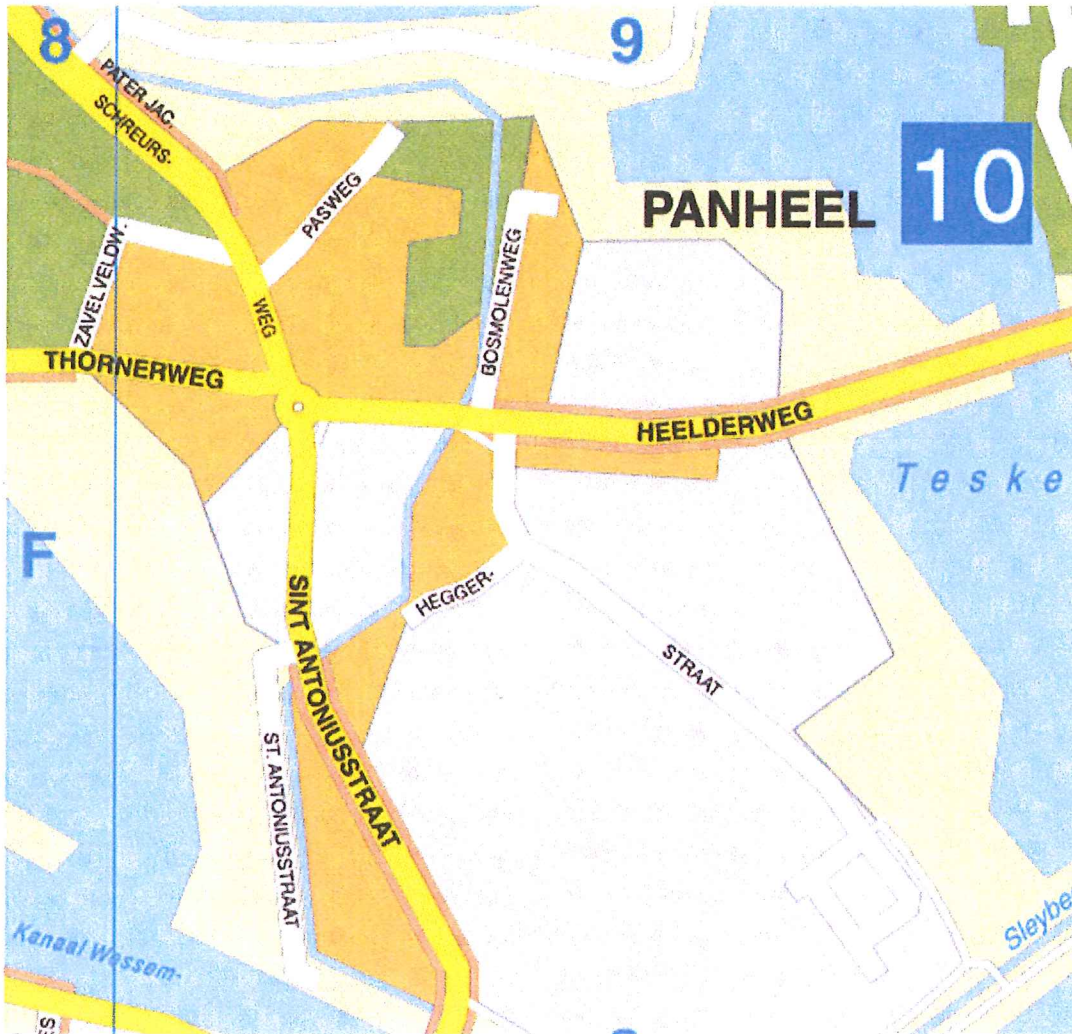 8
9
PATER JAC.
SCHREURS-
WEG
PASWEG
ZAVELVELDW.
BOSMOLENWEG
PANHEEL
10
THORNERWEG
HEELDERWEG
Teske
F
HEGGER-
STRAAT
SINT ANTONIUSSTRAAT
ST. ANTONIUSSTRAAT
Kanaal Wessem-
Sleybe